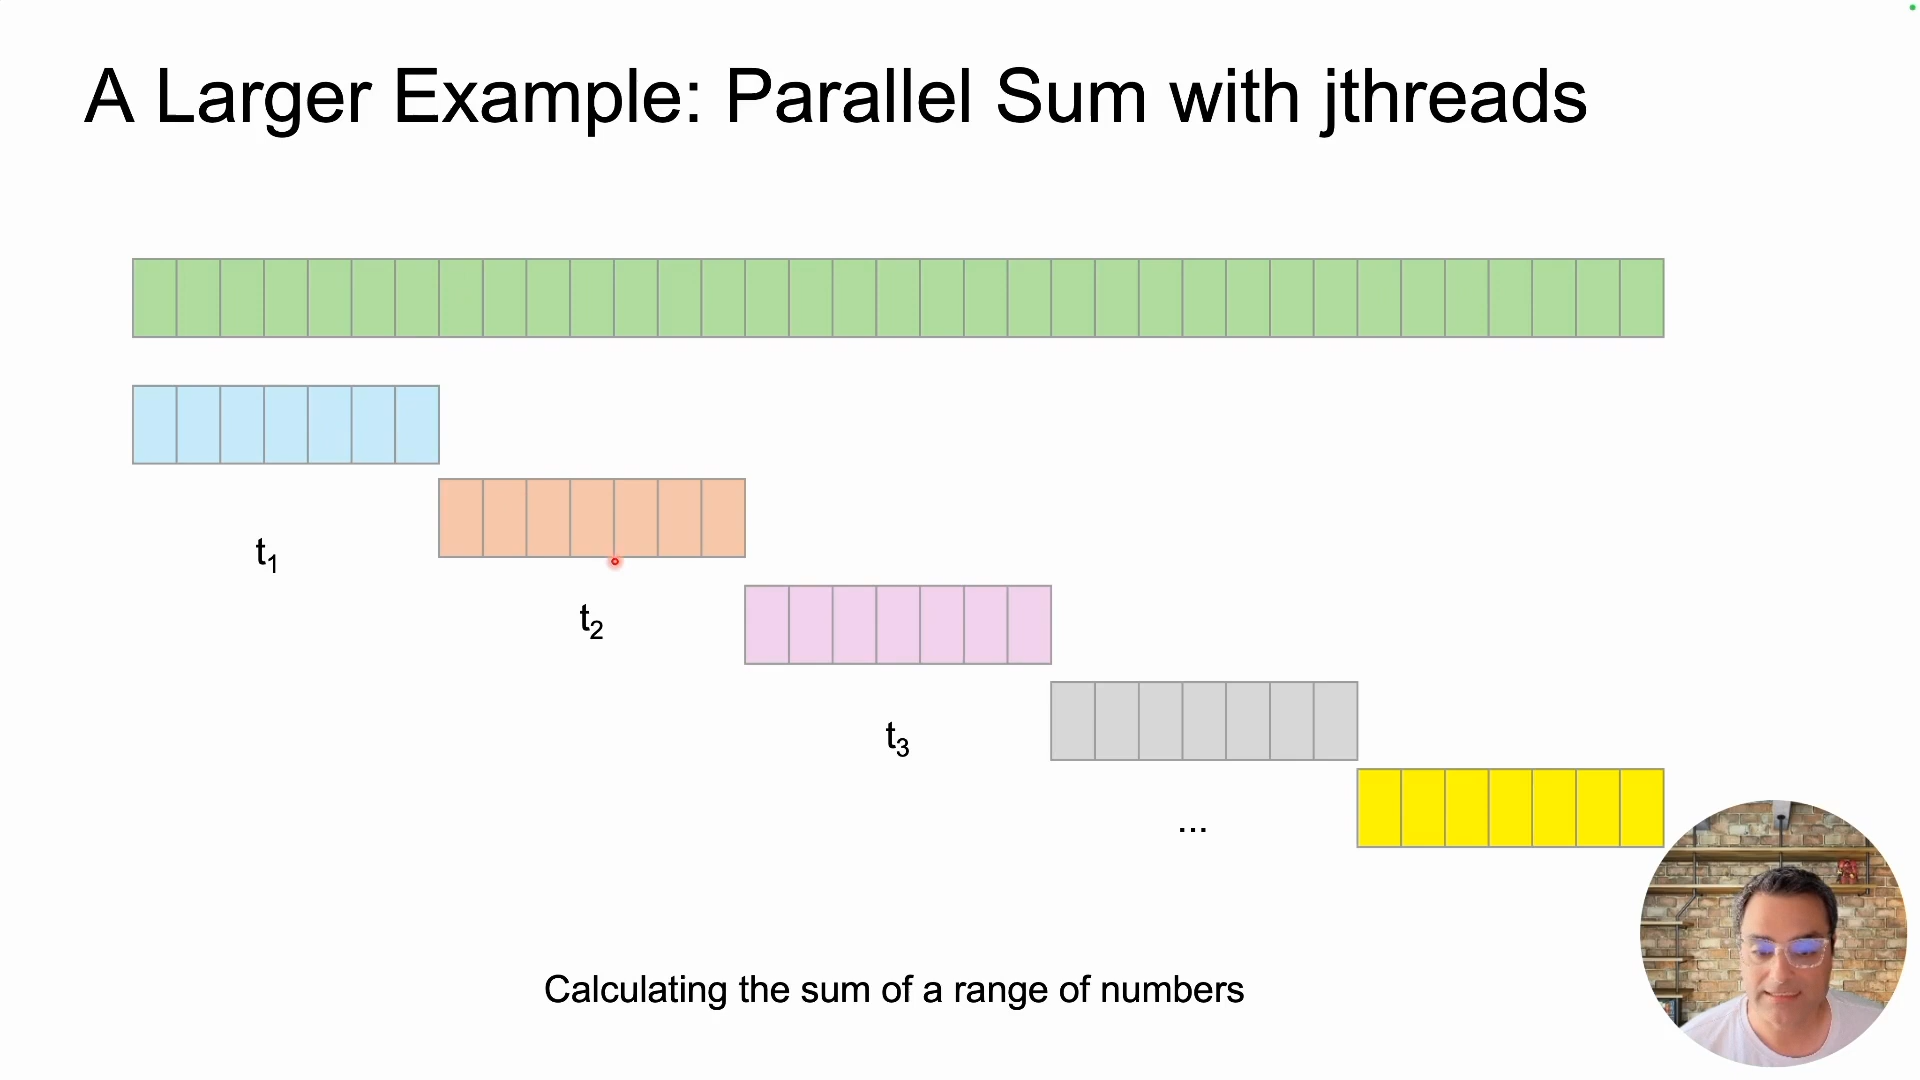 A Larger Example: Parallel Sum with jthreads
t₁
t₂
t₃
...
Calculating the sum of a range of numbers